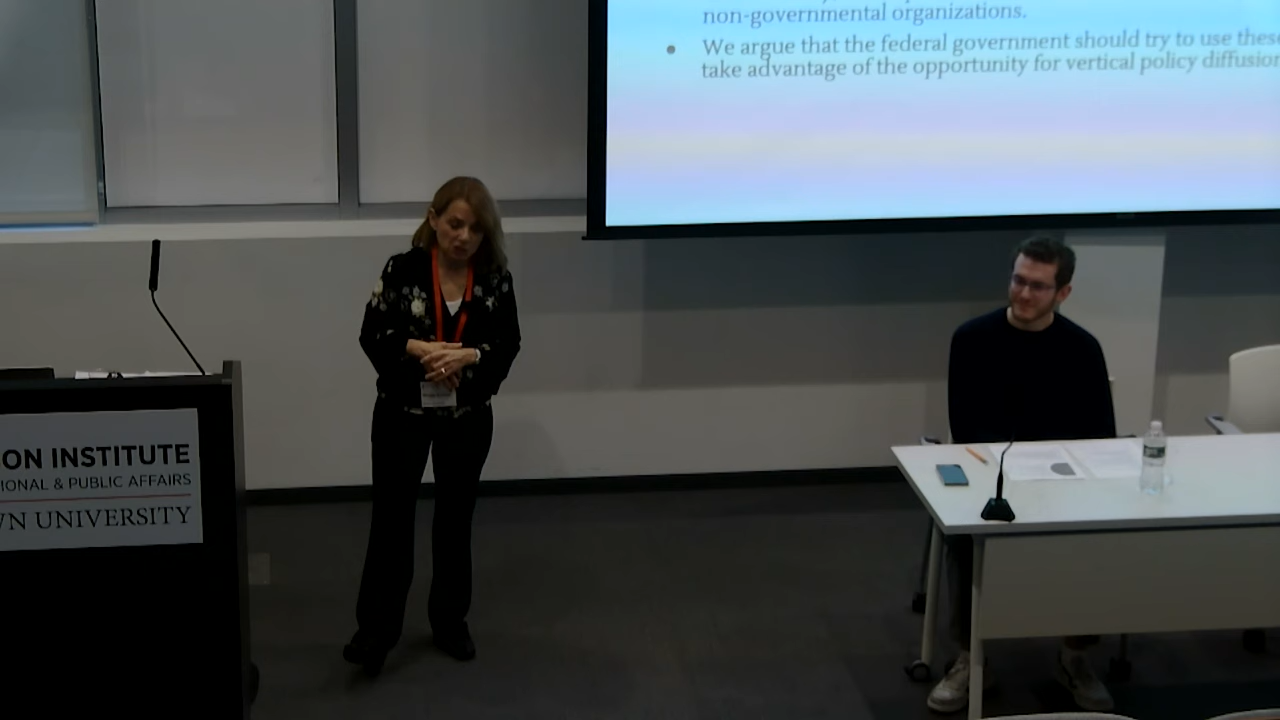 non-governmental organizations.
We argue that the federal government should try to use these
take advantage of the opportunity for vertical policy diffusion
ON INSTITUTE
IONAL & PUBLIC AFFAIRS
WN UNIVERSITY